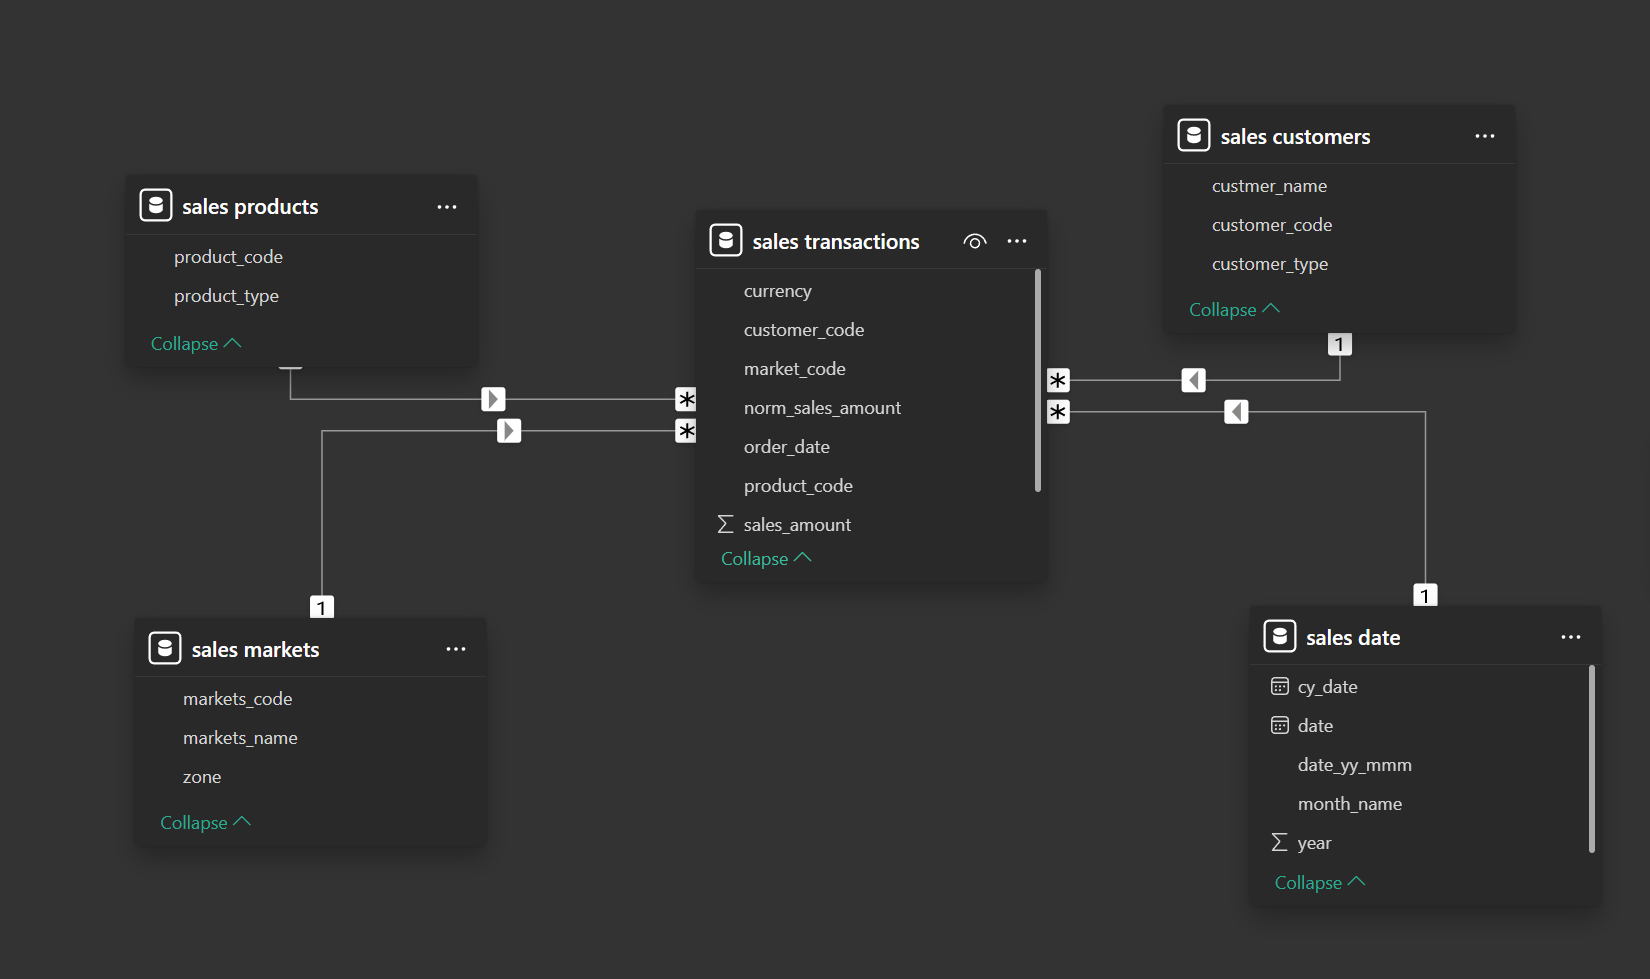 sales products
product_code
product_type
Collapse
sales transactions
currency
customer_code
market_code
norm_sales_amount
order_date
product_code
sales_amount
Collapse
sales customers
custmer_name
customer_code
customer_type
Collapse
1
*
*
*
*
1
1
sales markets
markets_code
markets_name
zone
Collapse
sales date
cy_date
date
date_yy_mmm
month_name
year
Collapse